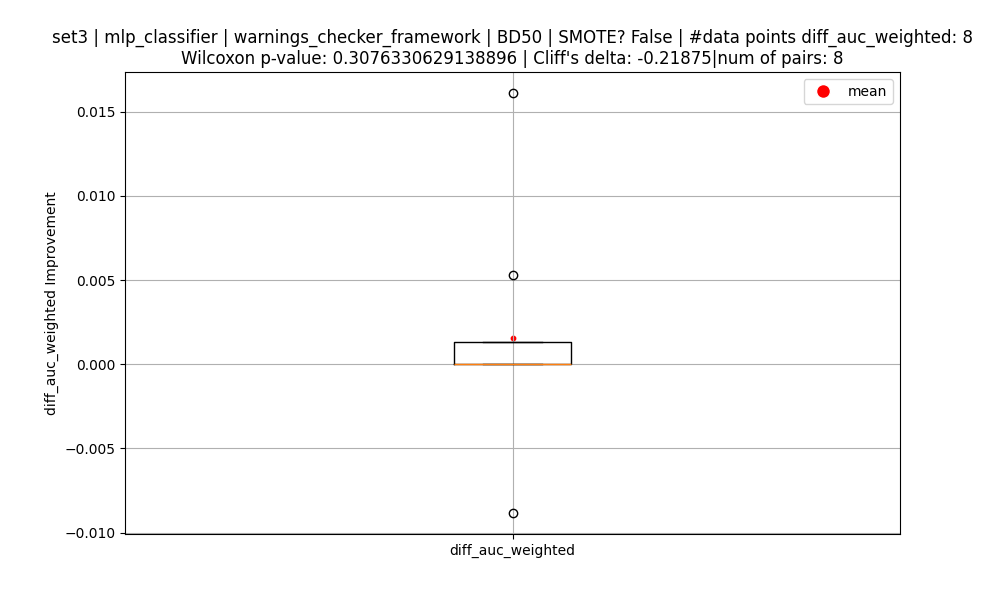 set3 | mlp_classifier | warnings_checker_framework | BD50 | SMOTE? False | #data points diff_auc_weighted: 8
Wilcoxon p-value: 0.3076330629138896 | Cliff's delta: -0.21875|num of pairs: 8
mean
0.015
0.010
0.005
0.000
−0.005
−0.010
diff_auc_weighted Improvement
diff_auc_weighted